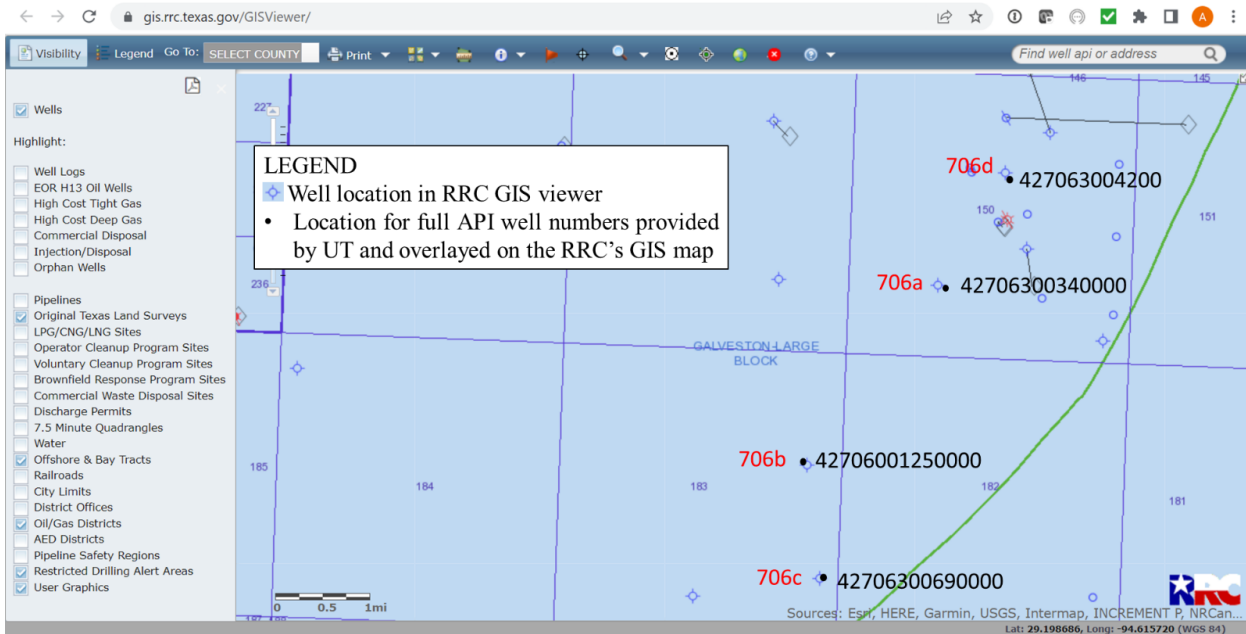 gis.rrc.texas.gov/GISViewer/
A
Visibility Legend Go To: SELECT COUNTY Print Find well api or address
Wells
Highlight:
Well Logs
EOR H13 Oil Wells
High Cost Tight Gas
High Cost Deep Gas
Commercial Disposal
Injection/Disposal
Orphan Wells
Pipelines
Original Texas Land Surveys
LPG/CNG/LNG Sites
Operator Cleanup Program Sites
Voluntary Cleanup Program Sites
Brownfield Response Program Sites
Commercial Waste Disposal Sites
Discharge Permits
7.5 Minute Quadrangles
Water
Offshore & Bay Tracts
Railroads
City Limits
District Offices
Oil/Gas Districts
AED Districts
Pipeline Safety Regions
Restricted Drilling Alert Areas
User Graphics
146 145
227
LEGEND
Well location in RRC GIS viewer
• Location for full API well numbers provided
by UT and overlayed on the RRC's GIS map
706d
427063004200
150
151
236
706a 42706300340000
GALVESTON-LARGE
BLOCK
706b 42706001250000
185
184
183
182
181
706c 42706300690000
0 0.5 1mi
RRC
Sources: Esri, HERE, Garmin, USGS, Intermap, INCREMENT P, NRCan...
Lat: 29.198686, Long: -94.615720 (WGS 84)